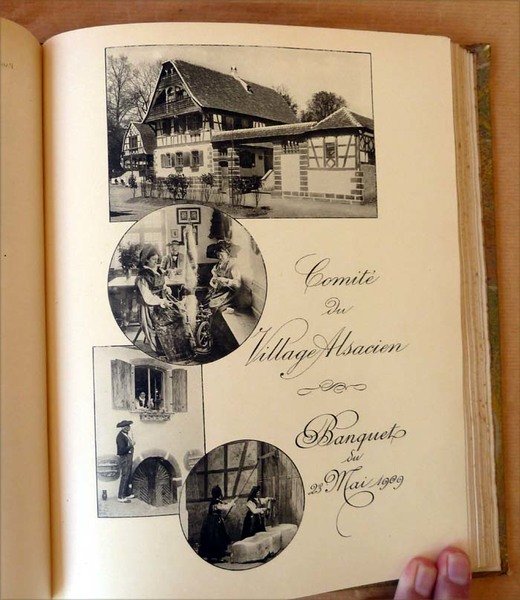 Comité
du
Village Alsacien
Banquet
du
23 Mai 1909